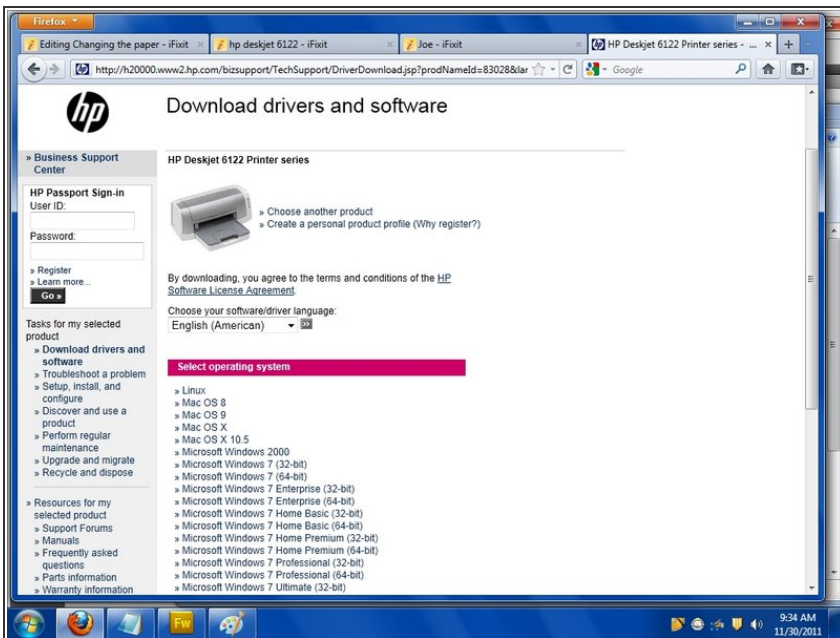 Firefox
Editing Changing the paper - iFixit
hp deskjet 6122 - iFixit
Joe - iFixit
HP Deskjet 6122 Printer series - ...
http://h20000.www2.hp.com/bizsupport/TechSupport/DriverDownload.jsp?prodNameId=83028&lar
Google
hp
Download drivers and software
» Business Support
Center
HP Passport Sign-in
User ID:
Password:
» Register
» Learn more...
Go »
Tasks for my selected
product
» Download drivers and
software
» Troubleshoot a problem
» Setup, install, and
configure
» Discover and use a
product
» Perform regular
maintenance
» Upgrade and migrate
» Recycle and dispose
» Resources for my
selected product
» Support Forums
» Manuals
» Frequently asked
questions
» Parts information
» Warranty information
HP Deskjet 6122 Printer series
» Choose another product
» Create a personal product profile (Why register?)
By downloading, you agree to the terms and conditions of the HP
Software License Agreement.
Choose your software/driver language:
English (American)
Select operating system
» Linux
» Mac OS 8
» Mac OS 9
» Mac OS X
» Mac OS X 10.5
» Microsoft Windows 2000
» Microsoft Windows 7 (32-bit)
» Microsoft Windows 7 (64-bit)
» Microsoft Windows 7 Enterprise (32-bit)
» Microsoft Windows 7 Enterprise (64-bit)
» Microsoft Windows 7 Home Basic (32-bit)
» Microsoft Windows 7 Home Basic (64-bit)
» Microsoft Windows 7 Home Premium (32-bit)
» Microsoft Windows 7 Home Premium (64-bit)
» Microsoft Windows 7 Professional (32-bit)
» Microsoft Windows 7 Professional (64-bit)
» Microsoft Windows 7 Ultimate (32-bit)
Fw
9:34 AM
11/30/2011